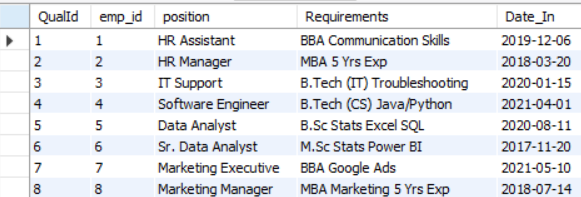 QualId emp_id position Requirements Date_In
1 1 HR Assistant BBA Communication Skills 2019-12-06
2 2 HR Manager MBA 5 Yrs Exp 2018-03-20
3 3 IT Support B.Tech (IT) Troubleshooting 2020-01-15
4 4 Software Engineer B.Tech (CS) Java/Python 2021-04-01
5 5 Data Analyst B.Sc Stats Excel SQL 2020-08-11
6 6 Sr. Data Analyst M.Sc Stats Power BI 2017-11-20
7 7 Marketing Executive BBA Google Ads 2021-05-10
8 8 Marketing Manager MBA Marketing 5 Yrs Exp 2018-07-14